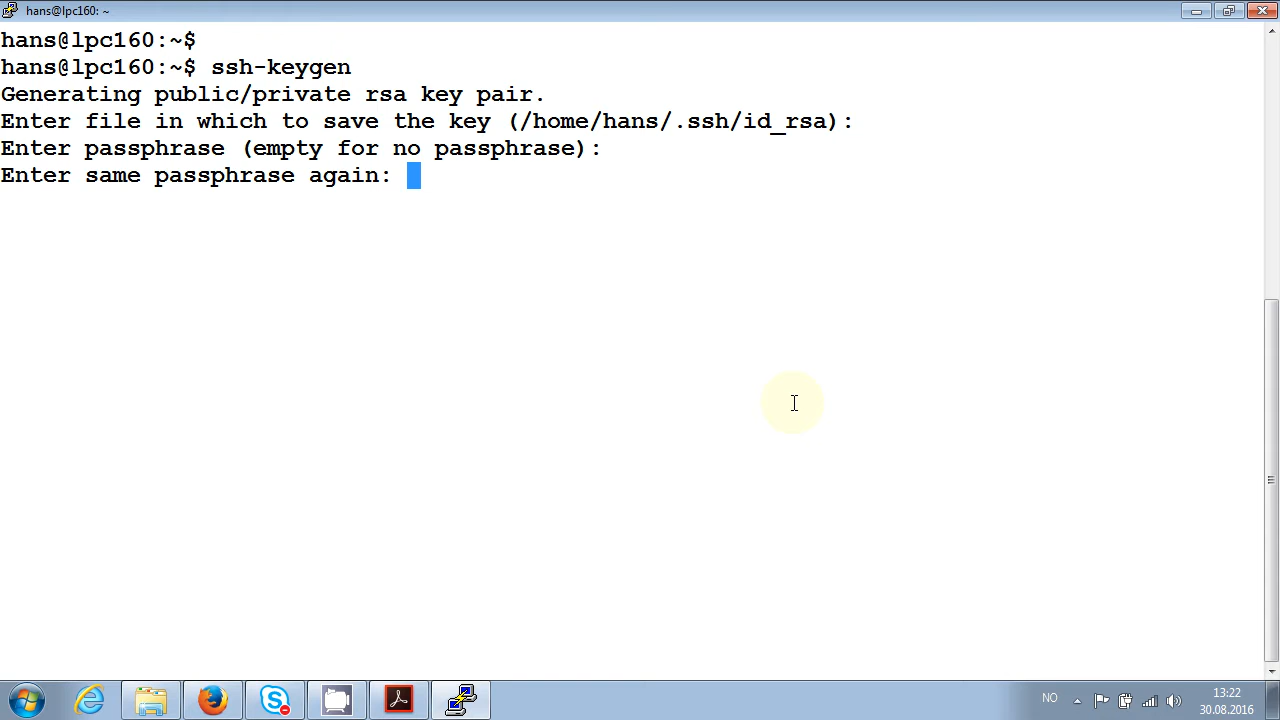 hans@lpc160: ~
hans@lpc160:~$
hans@lpc160:~$ ssh-keygen
Generating public/private rsa key pair.
Enter file in which to save the key (/home/hans/.ssh/id_rsa):
Enter passphrase (empty for no passphrase):
Enter same passphrase again:
NO
13:22
30.08.2016